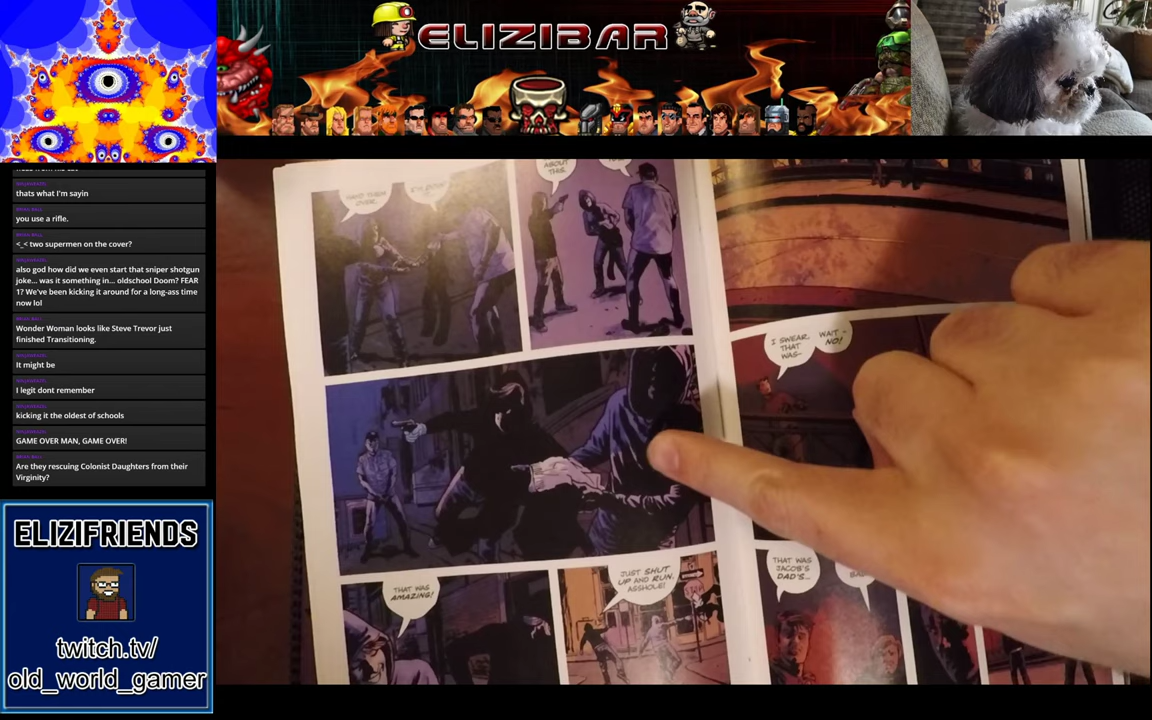 ELIZIBAR
thats what I'm sayin
you use a rifle.
<_< two supermen on the cover?
also god how did we even start that sniper shotgun
joke... was it something in... oldschool Doom? FEAR
1? We've been kicking it around for a long-ass time
now lol
Wonder Woman looks like Steve Trevor just
finished Transitioning.
It might be
I legit dont remember
kicking it the oldest of schools
GAME OVER MAN, GAME OVER!
Are they rescuing Colonist Daughters from their
Virginity?
ELIZIFRIENDS
twitch.tv/
old_world_gamer
OVER.
ABOUT
THIS
I SWEAR,
THAT
WAS-
WAIT -
NO!
THAT WAS
AMAZING!
JUST SHUT
UP AND RUN,
ASSHOLE!
THAT WAS
JACOB'S
DAD'S...